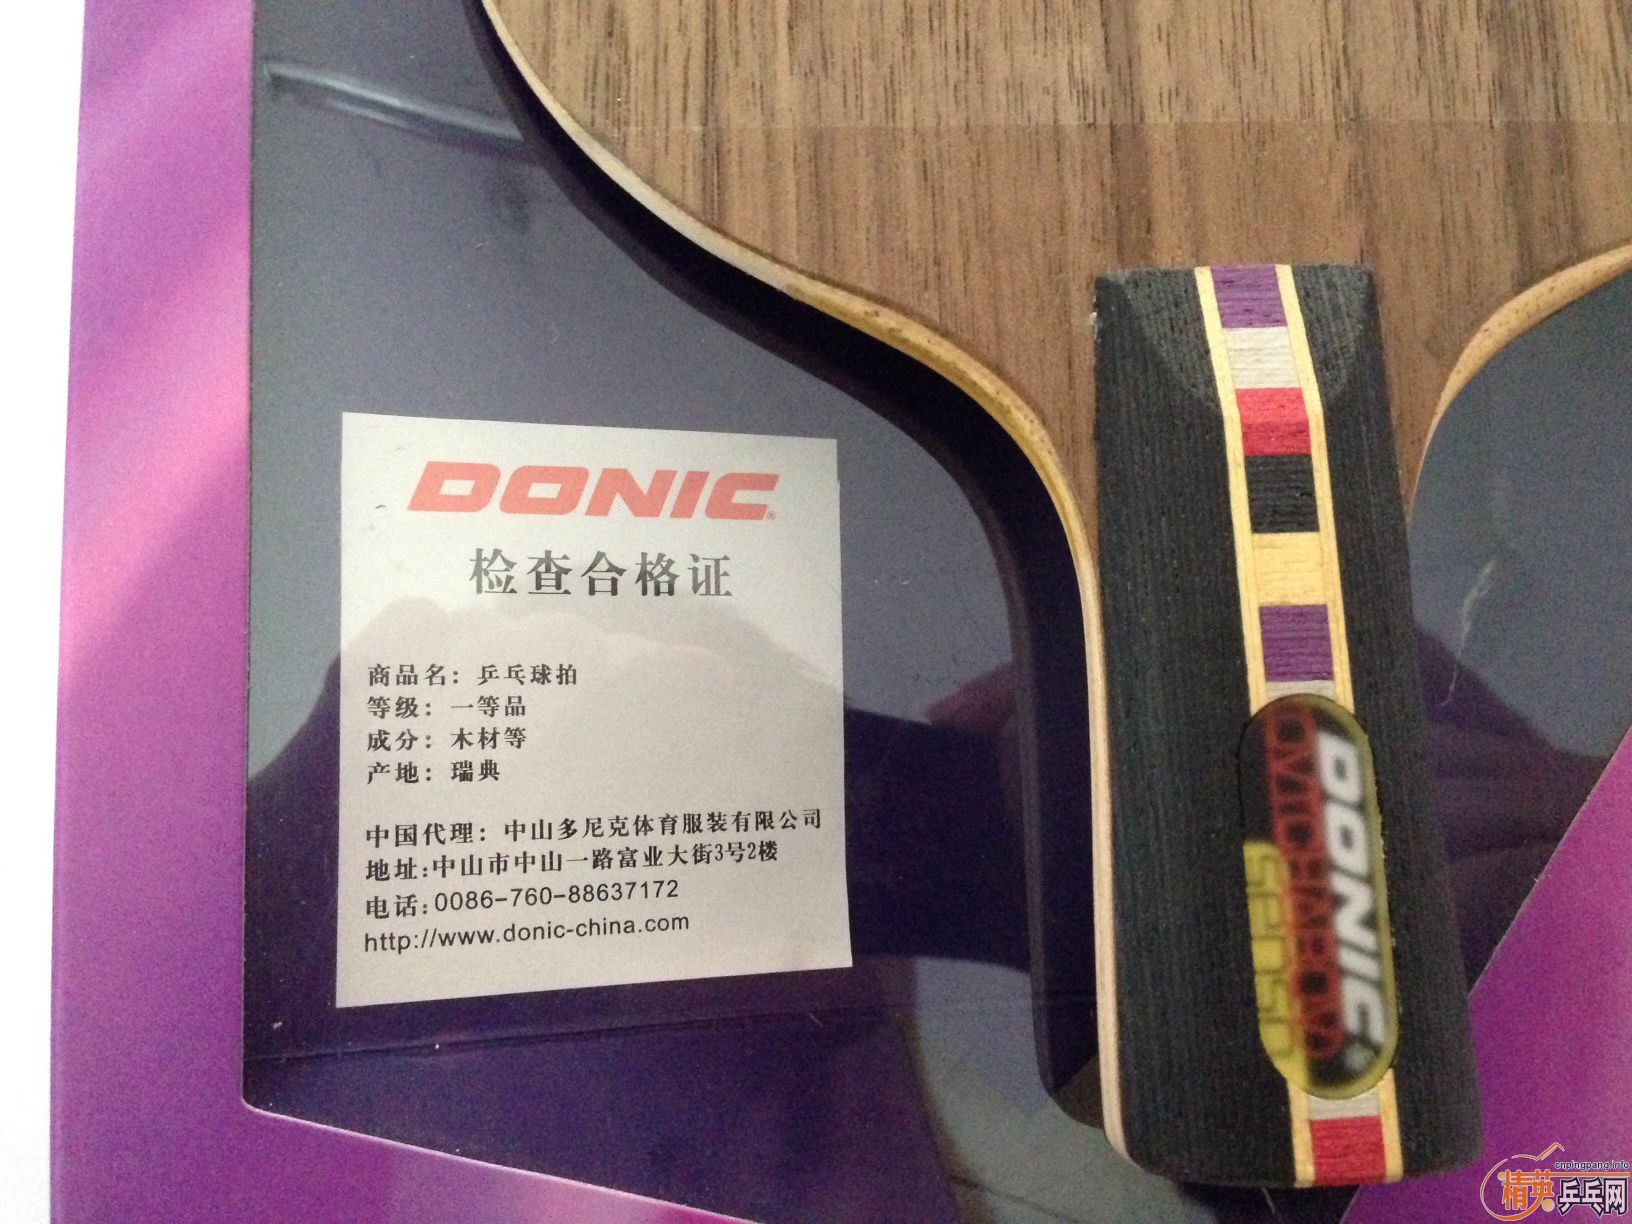 DONIC®
检查合格证
商品名：乒乓球拍
等级：一等品
成分：木材等
产地：瑞典
中国代理：中山多尼克体育服装有限公司
地址:中山市中山一路富业大街3号2楼
电话:0086-760-88637172
http://www.donic-china.com
DONIC
cnpingpang.info
精英乒乓网